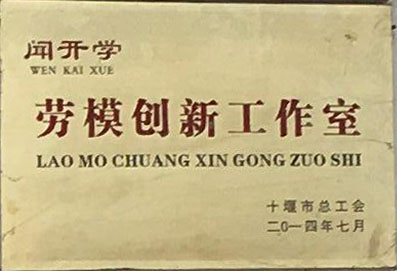 闻开学
WEN KAI XUE
劳模创新工作室
LAO MO CHUANG XIN GONG ZUO SHI
十堰市总工会
二〇一四年七月